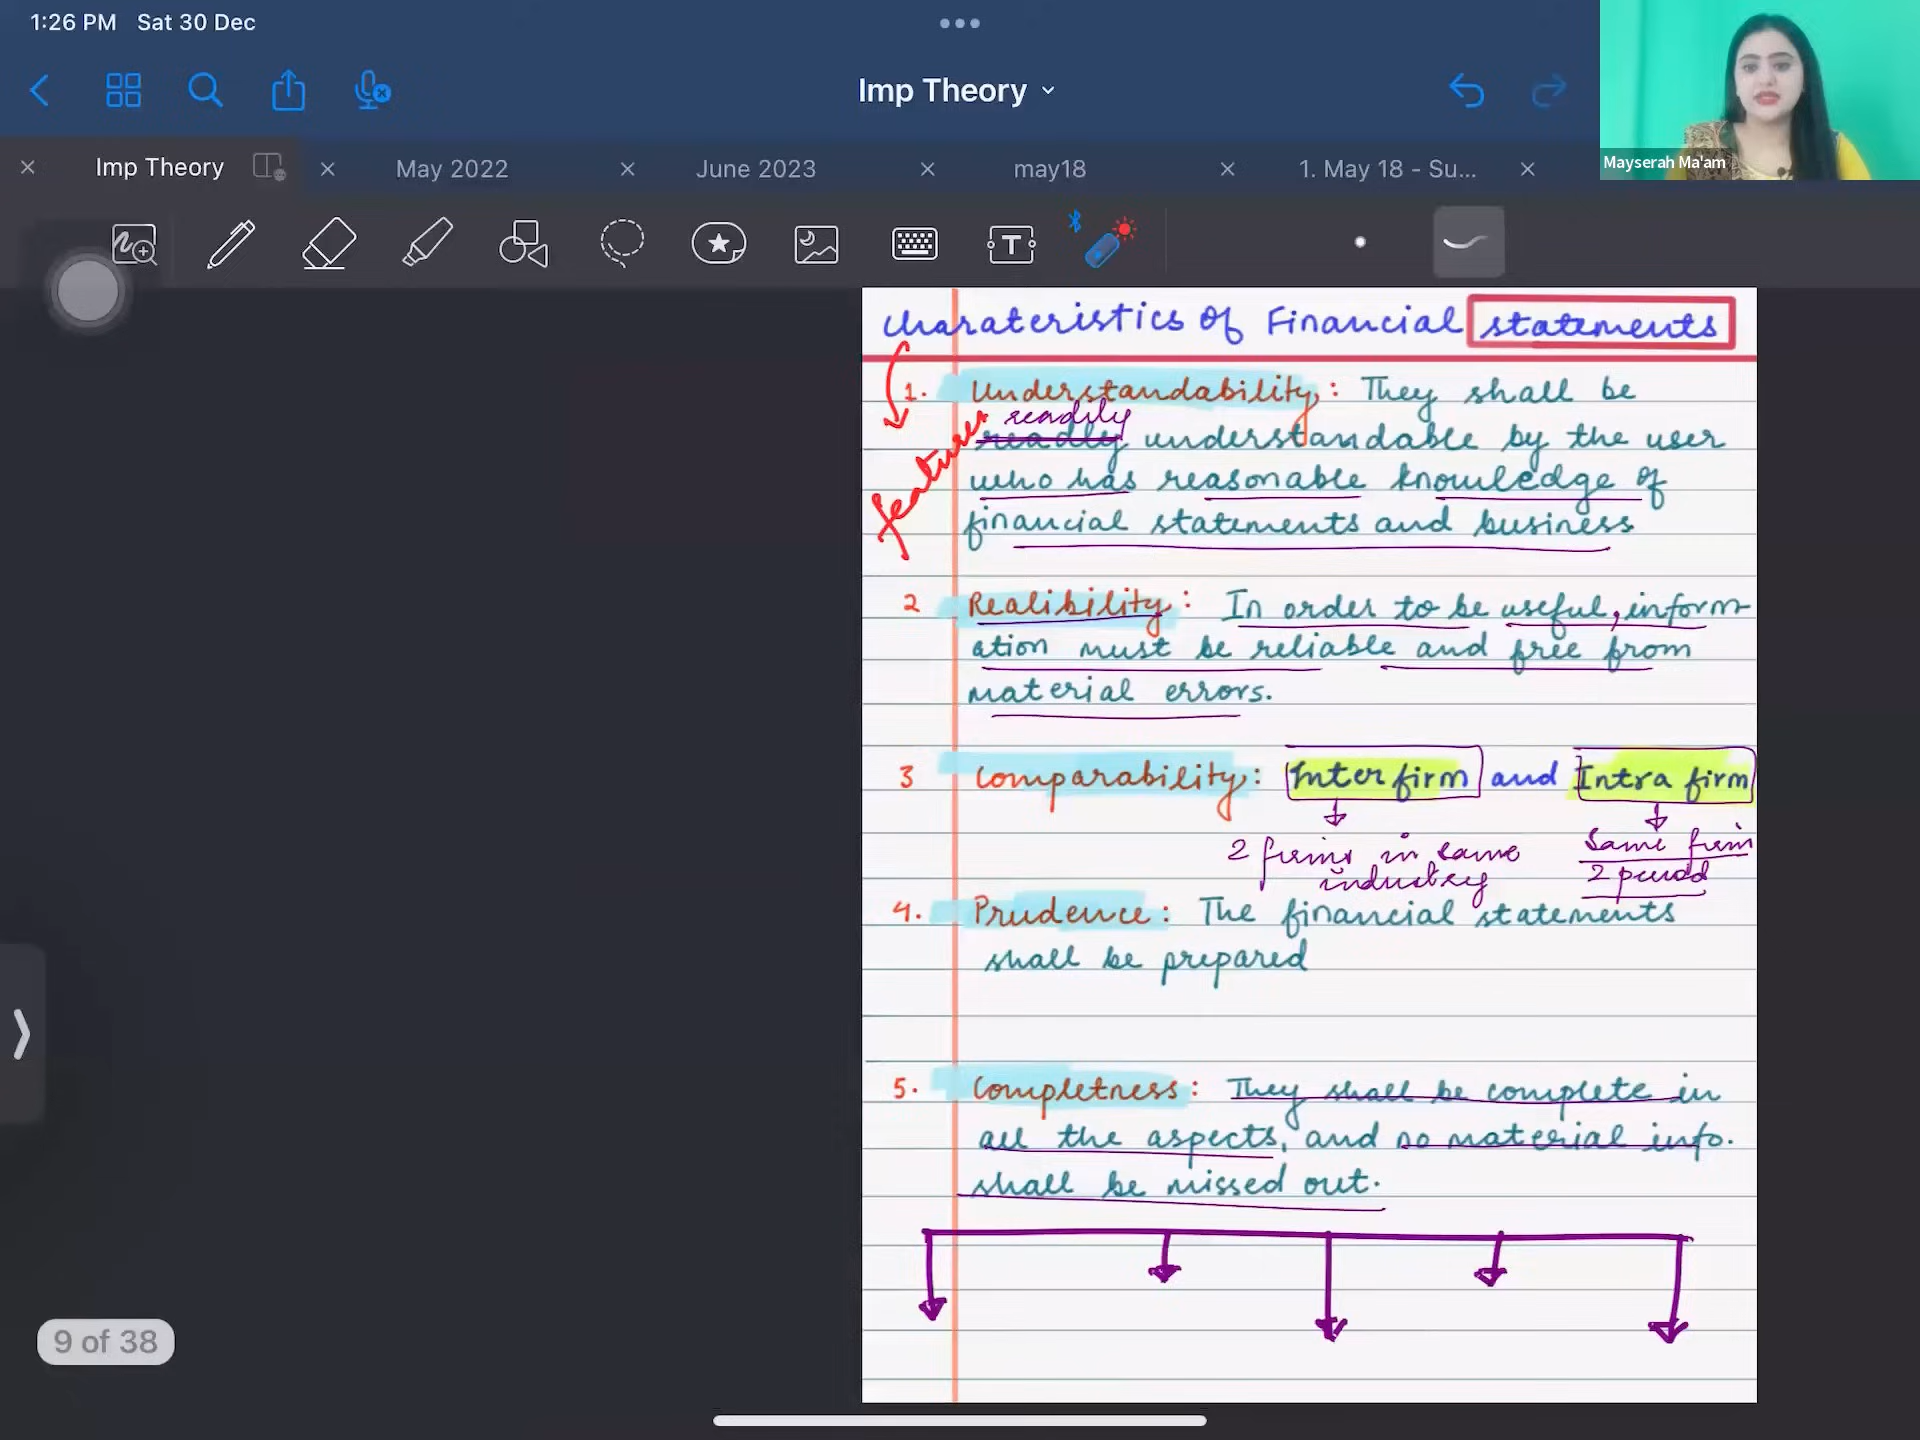 1:26 PM Sat 30 Dec
Imp Theory
Mayserah Ma'am
Imp Theory
May 2022
June 2023
may18
1. May 18 - Su...
T
Charateristics of Financial statements
1. Understandability: They shall be
readily
readly understandable by the user
features
who has reasonable knowledge of
financial statements and business
2 Realibility: In order to be useful, inform-
ation must be reliable and free from
material errors.
3 Comparability: Inter firm and Intra firm
2 firms in same industry
Same firm
2 period
4. Prudence: The financial statements
shall be prepared
5. Completness: They shall be complete in
all the aspects, and no material info.
shall be missed out.
9 of 38